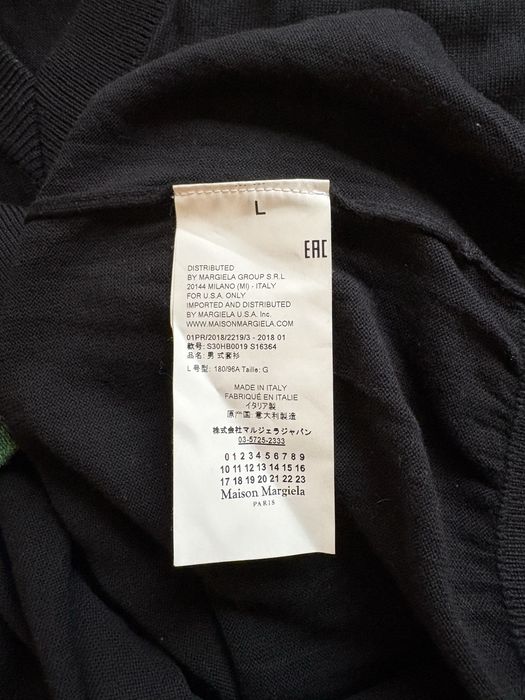 L
EAC
DISTRIBUTED
BY MARGIELA GROUP S.R.L
20144 MILANO (MI) - ITALY
FOR U.S.A. ONLY
IMPORTED AND DISTRIBUTED
BY MARGIELA U.S.A. Inc.
WWW.MAISONMARGIELA.COM
01PR/2018/2219/3 - 2018 01
款号: S30HB0019 S16364
品名: 男式套衫
L 号型: 180/96A Taille: G
MADE IN ITALY
FABRIQUÉ EN ITALIE
イタリア製
原产国: 意大利製造
株式会社マルジェラジャパン
03-5725-2333
0 1 2 3 4 5 6 7 8 9
10 11 12 13 14 15 16
17 18 19 20 21 22 23
Maison Margiela
PARIS